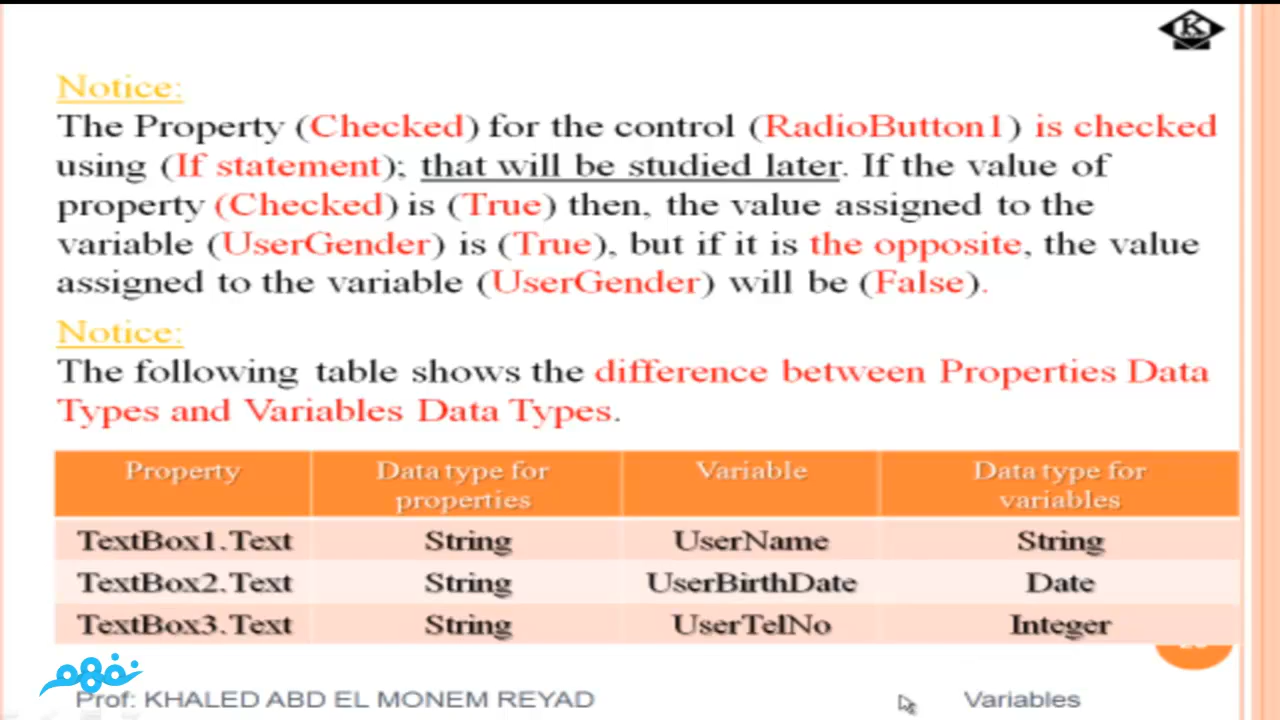 K
Notice:
The Property (Checked) for the control (RadioButton1) is checked
using (If statement); that will be studied later. If the value of
property (Checked) is (True) then, the value assigned to the
variable (UserGender) is (True), but if it is the opposite, the value
assigned to the variable (UserGender) will be (False).
Notice:
The following table shows the difference between Properties Data
Types and Variables Data Types.
Property Data type for properties Variable Data type for variables
TextBox1.Text String UserName String
TextBox2.Text String UserBirthDate Date
TextBox3.Text String UserTelNo Integer
نفهم
Prof: KHALED ABD EL MONEM REYAD Variables